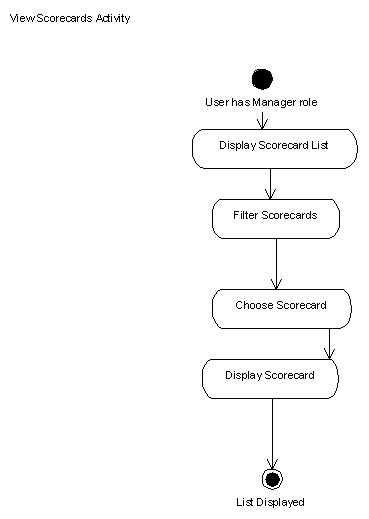 View Scorecards Activity
User has Manager role
Display Scorecard List
Filter Scorecards
Choose Scorecard
Display Scorecard
List Displayed